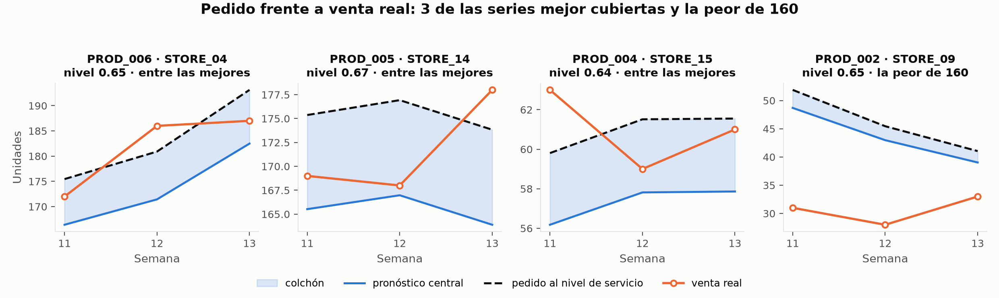 Pedido frente a venta real: 3 de las series mejor cubiertas y la peor de 160
PROD_006 · STORE_04
nivel 0.65 · entre las mejores
Unidades
190
185
180
175
170
11 12 13
Semana
PROD_005 · STORE_14
nivel 0.67 · entre las mejores
177.5
175.0
172.5
170.0
167.5
165.0
11 12 13
Semana
PROD_004 · STORE_15
nivel 0.64 · entre las mejores
62
60
58
56
11 12 13
Semana
PROD_002 · STORE_09
nivel 0.65 · la peor de 160
50
45
40
35
30
11 12 13
Semana
colchón pronóstico central pedido al nivel de servicio venta real